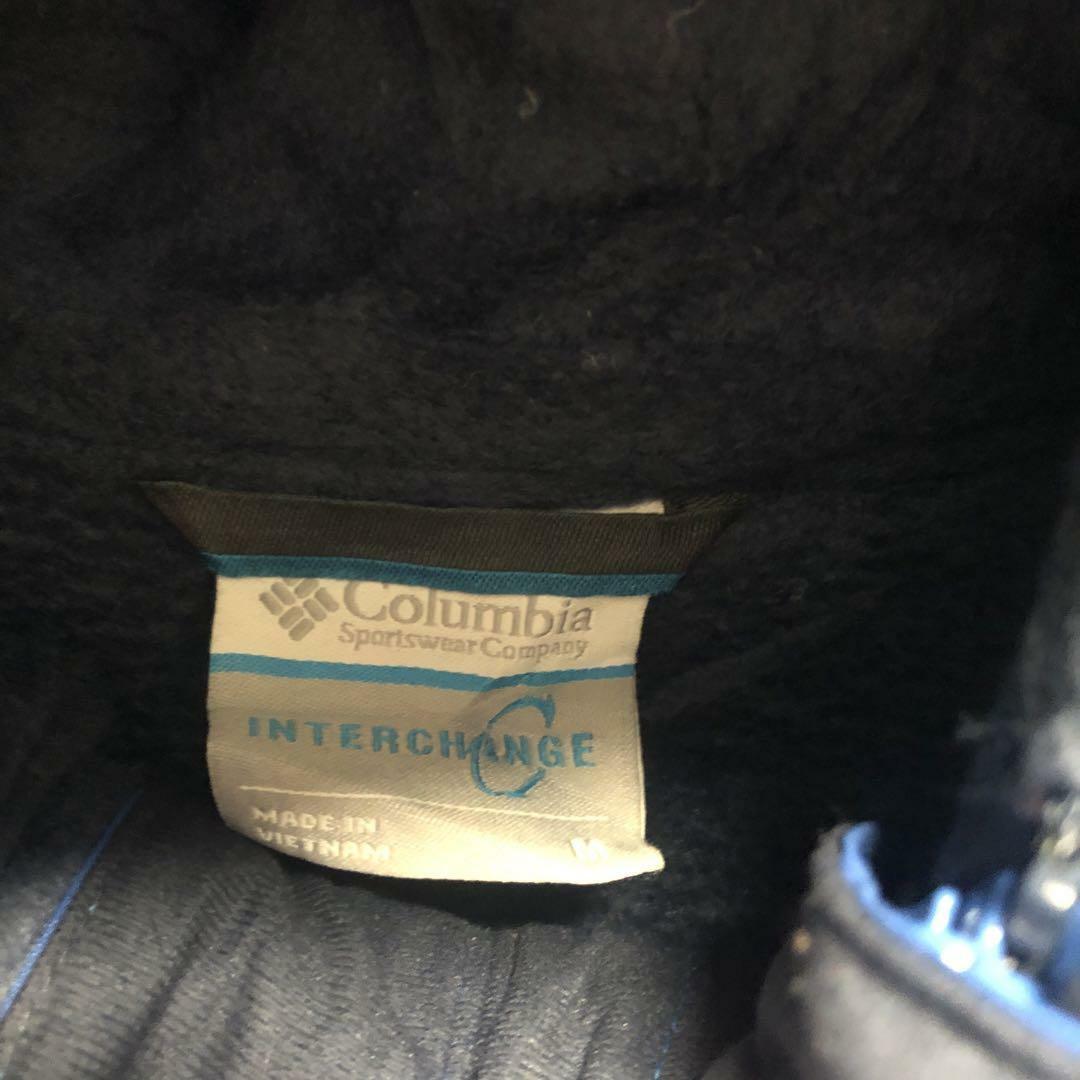 Columbia
Sportswear Company
INTERCHANGE
MADE IN
VIETNAM
M